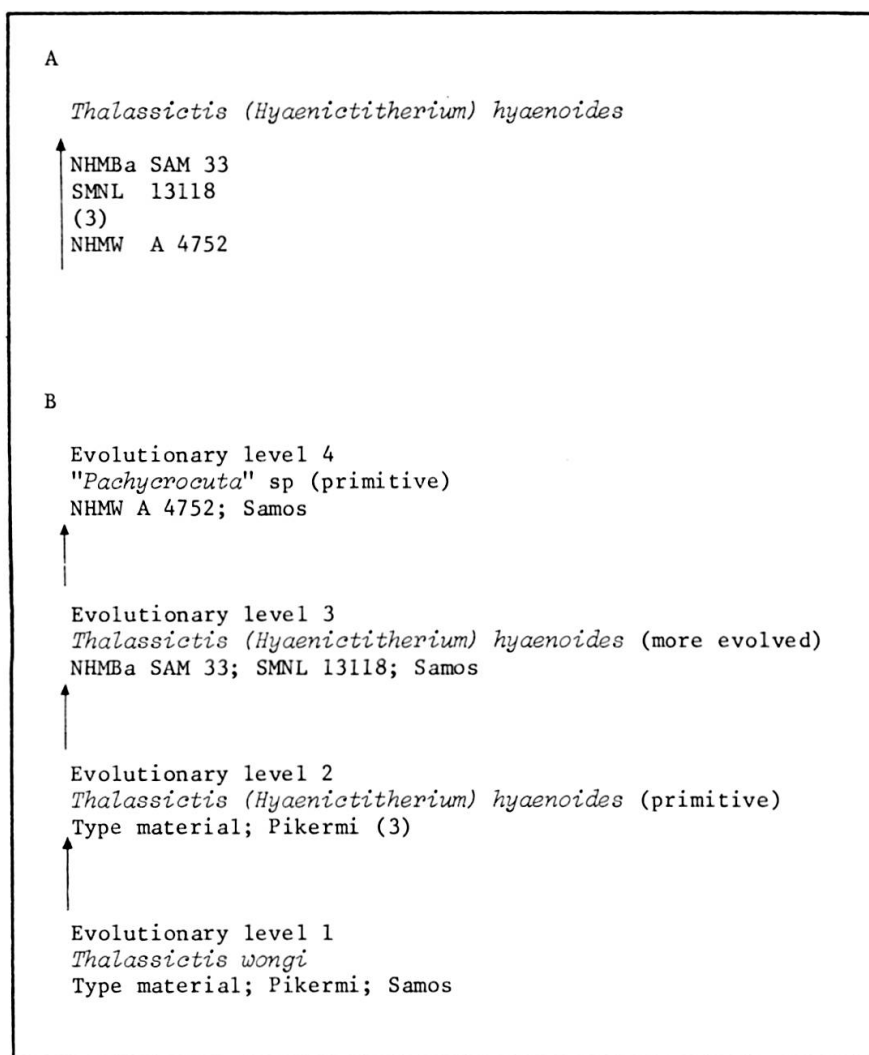 A
Thalassictis (Hyaenictitherium) hyaenoides
NHMBa SAM 33
SMNL 13118
(3)
NHMW A 4752
B
Evolutionary level 4
"Pachycrocuta" sp (primitive)
NHMW A 4752; Samos
Evolutionary level 3
Thalassictis (Hyaenictitherium) hyaenoides (more evolved)
NHMBa SAM 33; SMNL 13118; Samos
Evolutionary level 2
Thalassictis (Hyaenictitherium) hyaenoides (primitive)
Type material; Pikermi (3)
Evolutionary level 1
Thalassictis wongi
Type material; Pikermi; Samos